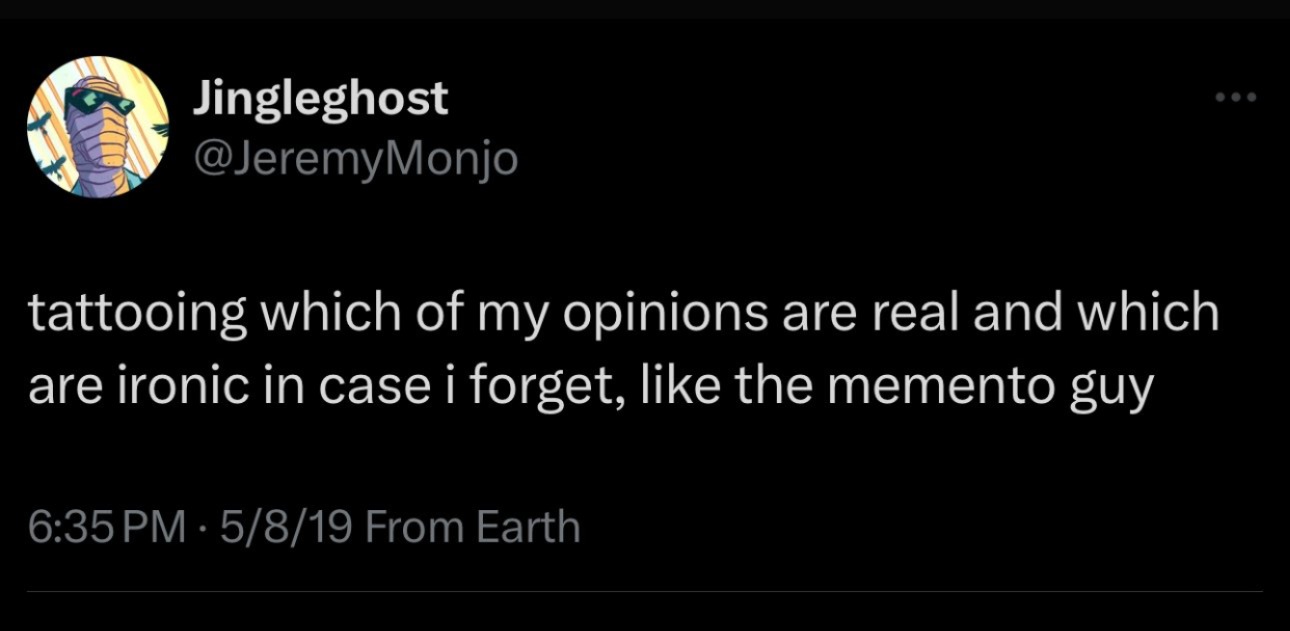 Jingleghost
@JeremyMonjo
tattooing which of my opinions are real and which
are ironic in case i forget, like the memento guy
6:35 PM · 5/8/19 From Earth